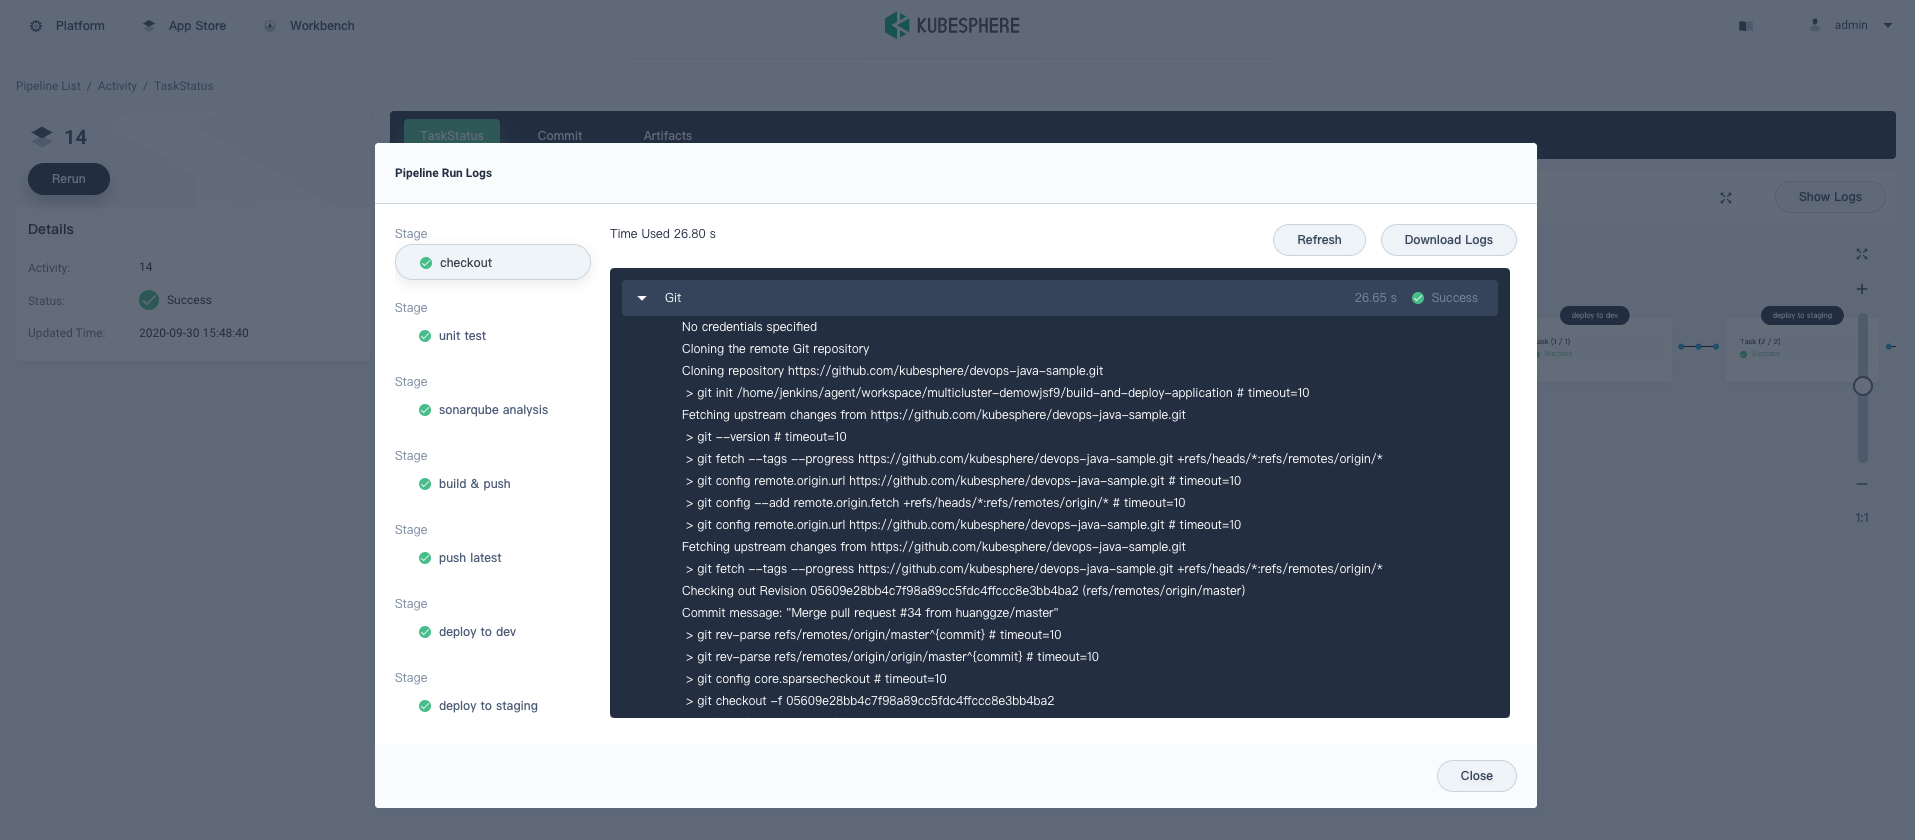 Platform
App Store
Workbench
KUBESPHERE
admin
Pipeline List / Activity / TaskStatus
14
Rerun
Details
Activity: 14
Status: Success
Updated Time: 2020-09-30 15:48:40
TaskStatus
Commit
Artifacts
Show Logs
deploy to dev
ask (1 / 1)
Success
deploy to staging
Task (2 / 2)
Success
1:1
Pipeline Run Logs
Stage
checkout
Stage
unit test
Stage
sonarqube analysis
Stage
build & push
Stage
push latest
Stage
deploy to dev
Stage
deploy to staging
Time Used 26.80 s
Refresh
Download Logs
Git
26.65 s
Success
No credentials specified
Cloning the remote Git repository
Cloning repository https://github.com/kubesphere/devops-java-sample.git
> git init /home/jenkins/agent/workspace/multicluster-demowjsf9/build-and-deploy-application # timeout=10
Fetching upstream changes from https://github.com/kubesphere/devops-java-sample.git
> git --version # timeout=10
> git fetch --tags --progress https://github.com/kubesphere/devops-java-sample.git +refs/heads/*:refs/remotes/origin/*
> git config remote.origin.url https://github.com/kubesphere/devops-java-sample.git # timeout=10
> git config --add remote.origin.fetch +refs/heads/*:refs/remotes/origin/* # timeout=10
> git config remote.origin.url https://github.com/kubesphere/devops-java-sample.git # timeout=10
Fetching upstream changes from https://github.com/kubesphere/devops-java-sample.git
> git fetch --tags --progress https://github.com/kubesphere/devops-java-sample.git +refs/heads/*:refs/remotes/origin/*
Checking out Revision 05609e28bb4c7f98a89cc5fdc4ffccc8e3bb4ba2 (refs/remotes/origin/master)
Commit message: "Merge pull request #34 from huanggze/master"
> git rev-parse refs/remotes/origin/master^{commit} # timeout=10
> git rev-parse refs/remotes/origin/origin/master^{commit} # timeout=10
> git config core.sparsecheckout # timeout=10
> git checkout -f 05609e28bb4c7f98a89cc5fdc4ffccc8e3bb4ba2
Close